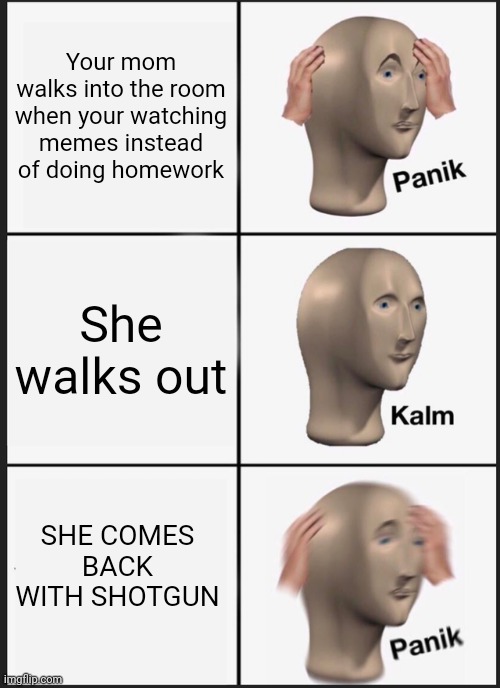 Your mom
walks into the room
when your watching
memes instead
of doing homework
Panik
She
walks out
Kalm
SHE COMES
BACK
WITH SHOTGUN
Panik
imgflip.com